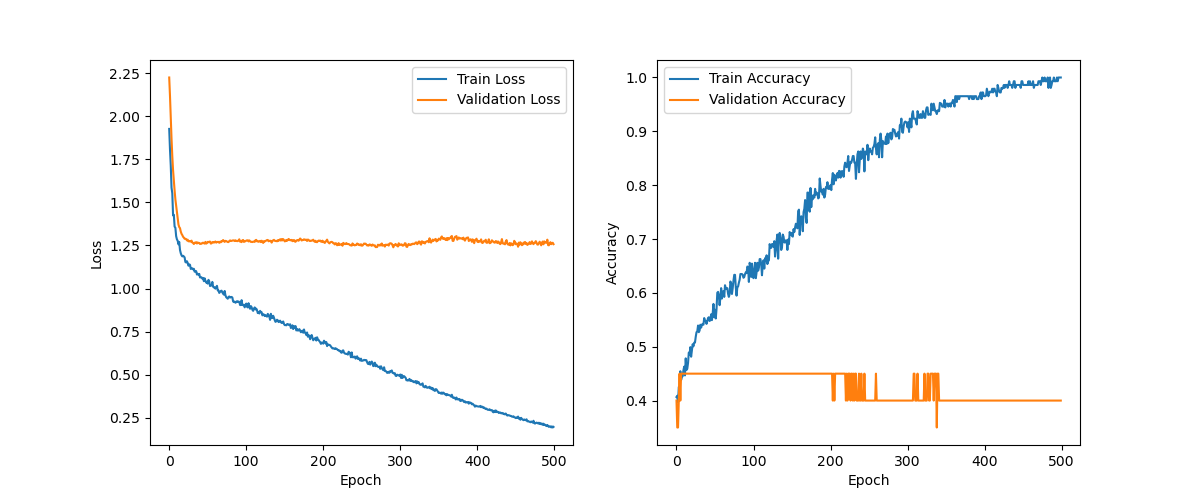 2.25
2.00
1.75
1.50
1.25
1.00
0.75
0.50
0.25
Loss
0 100 200 300 400 500
Epoch
Train Loss
Validation Loss
1.0
0.9
0.8
0.7
0.6
0.5
0.4
Accuracy
0 100 200 300 400 500
Epoch
Train Accuracy
Validation Accuracy